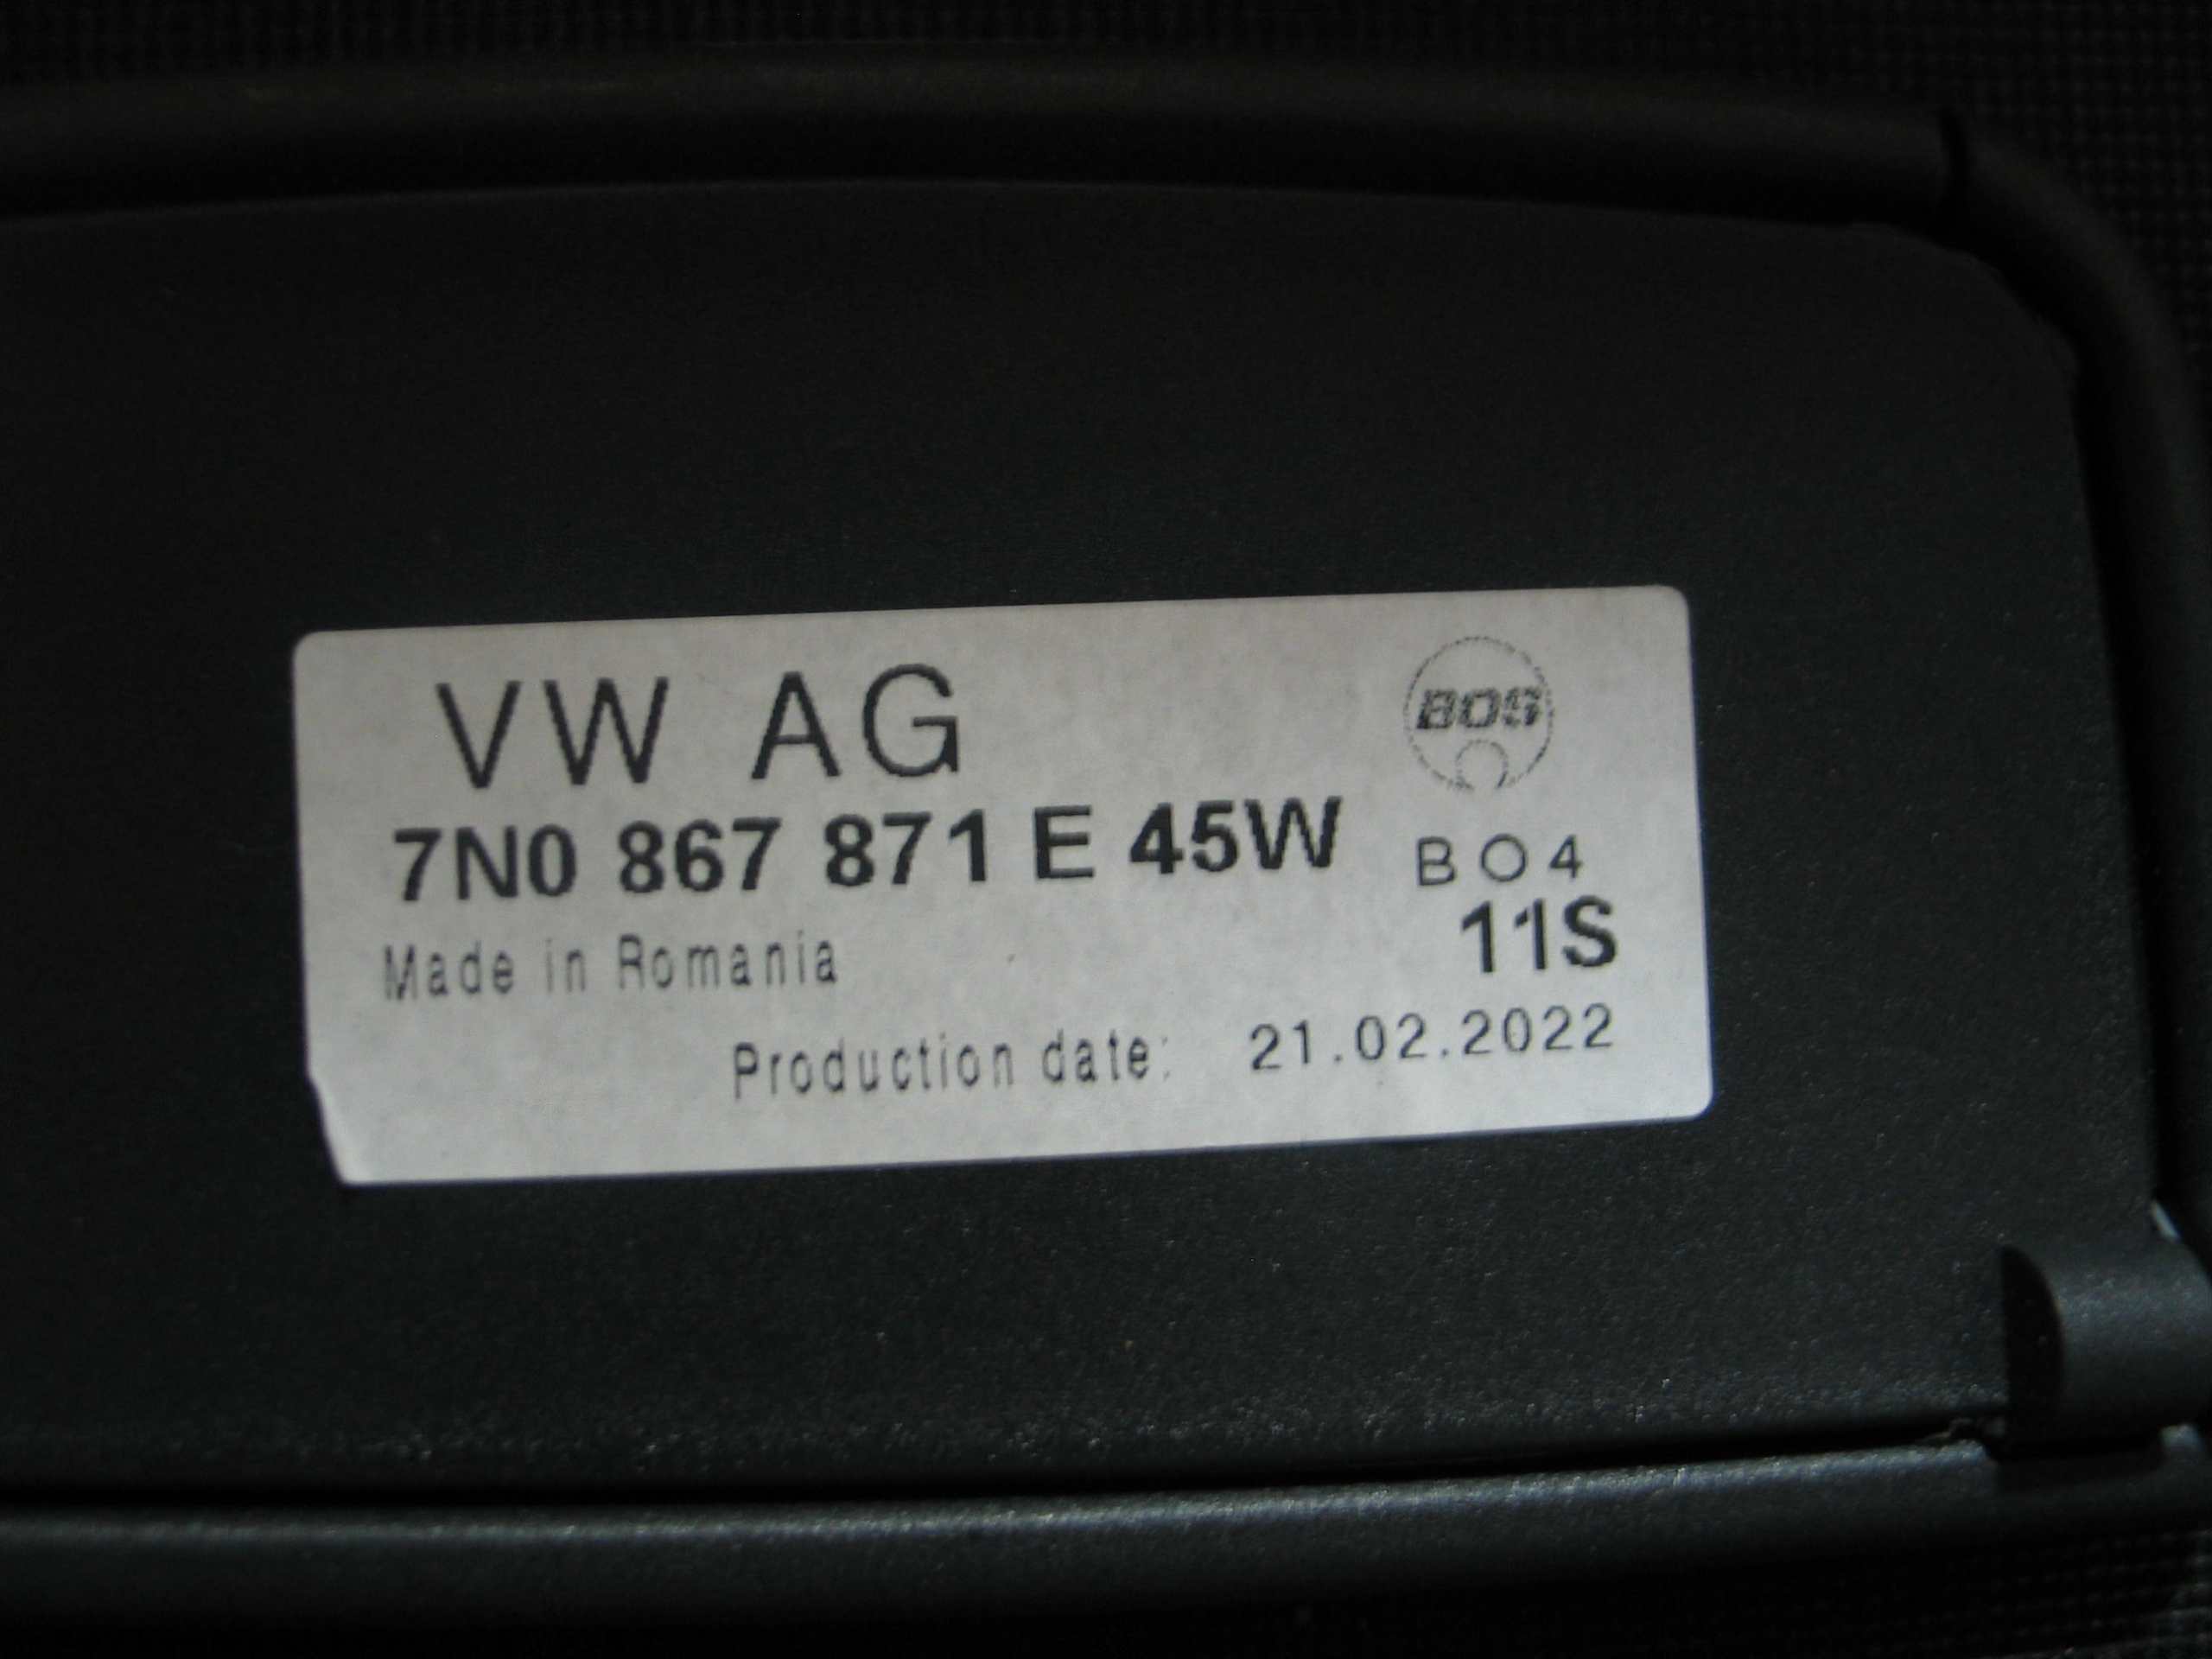 VW AG
BOS
7N0 867 871 E 45W
BO4
11S
Made in Romania
Production date: 21.02.2022